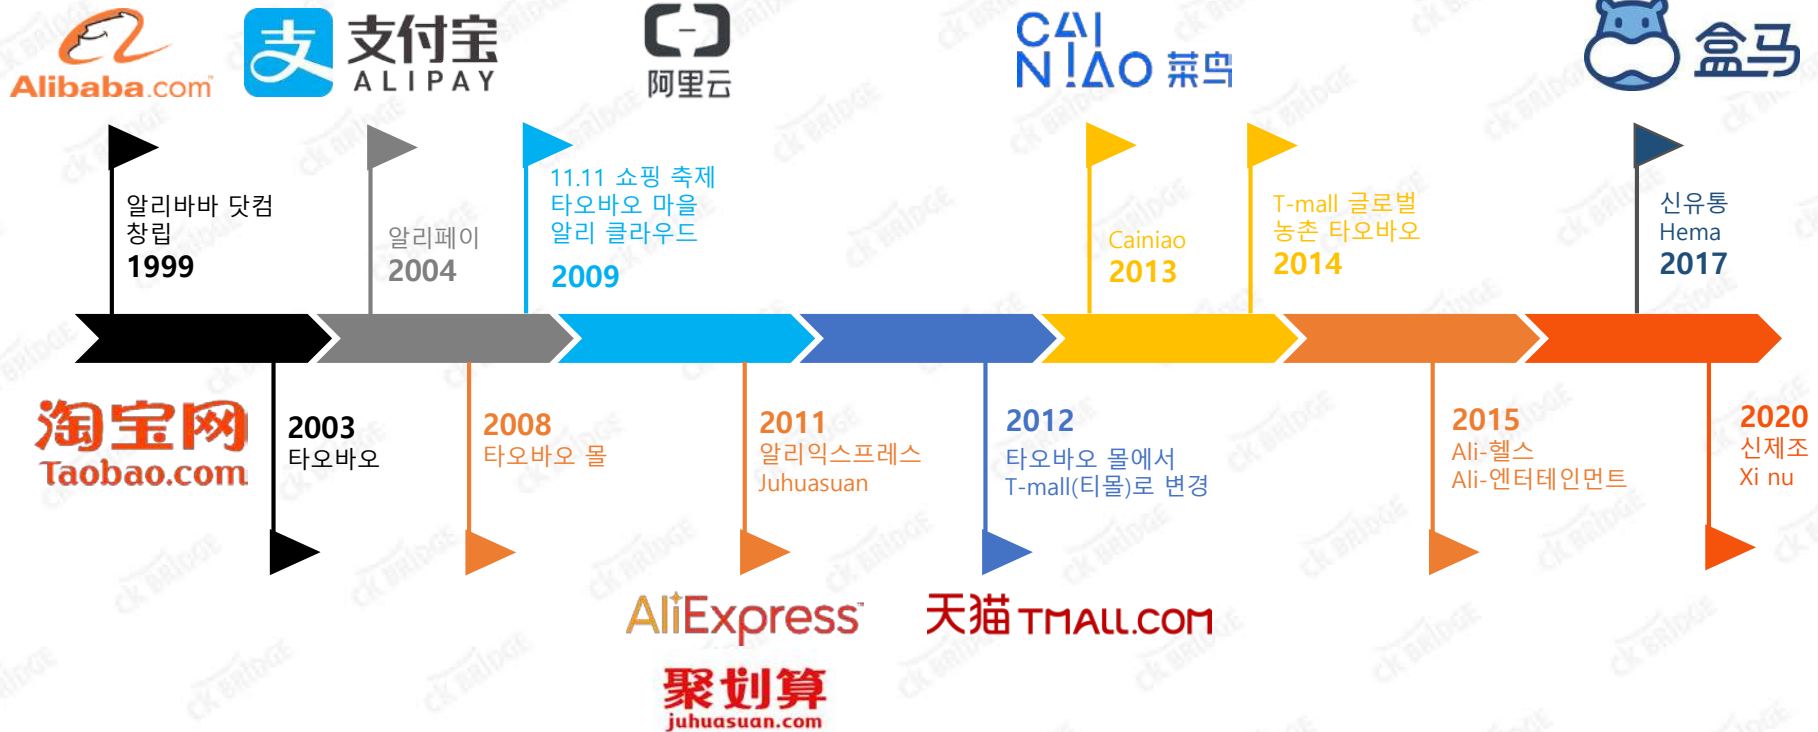 Alibaba.com
支 支付宝
ALIPAY
阿里云
CAI
NIAO 菜鸟
盒马
알리바바 닷컴
창립
1999
알리페이
2004
11.11 쇼핑 축제
타오바오 마을
알리 클라우드
2009
Cainiao
2013
T-mall 글로벌
농촌 타오바오
2014
신유통
Hema
2017
淘宝网
Taobao.com
2003
타오바오
2008
타오바오 몰
2011
알리익스프레스
Juhuasuan
2012
타오바오 몰에서
T-mall(티몰)로 변경
2015
Ali-헬스
Ali-엔터테인먼트
2020
신제조
Xi nu
AliExpress™
天猫 TMALL.COM
聚划算
juhuasuan.com
CK BRIDGE